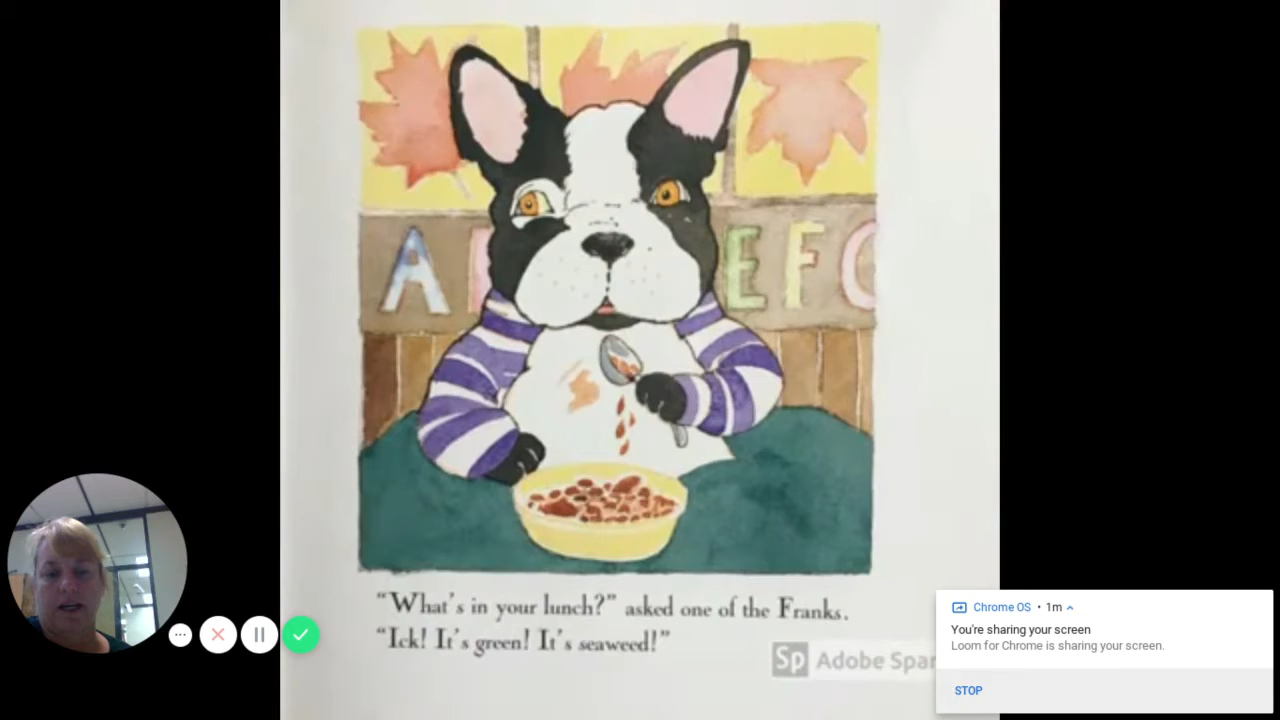 A
E F
"What's in your lunch?" asked one of the Franks.
"Ick! It's green! It's seaweed!"
Sp Adobe Spar
Chrome OS • 1m
You're sharing your screen
Loom for Chrome is sharing your screen.
STOP